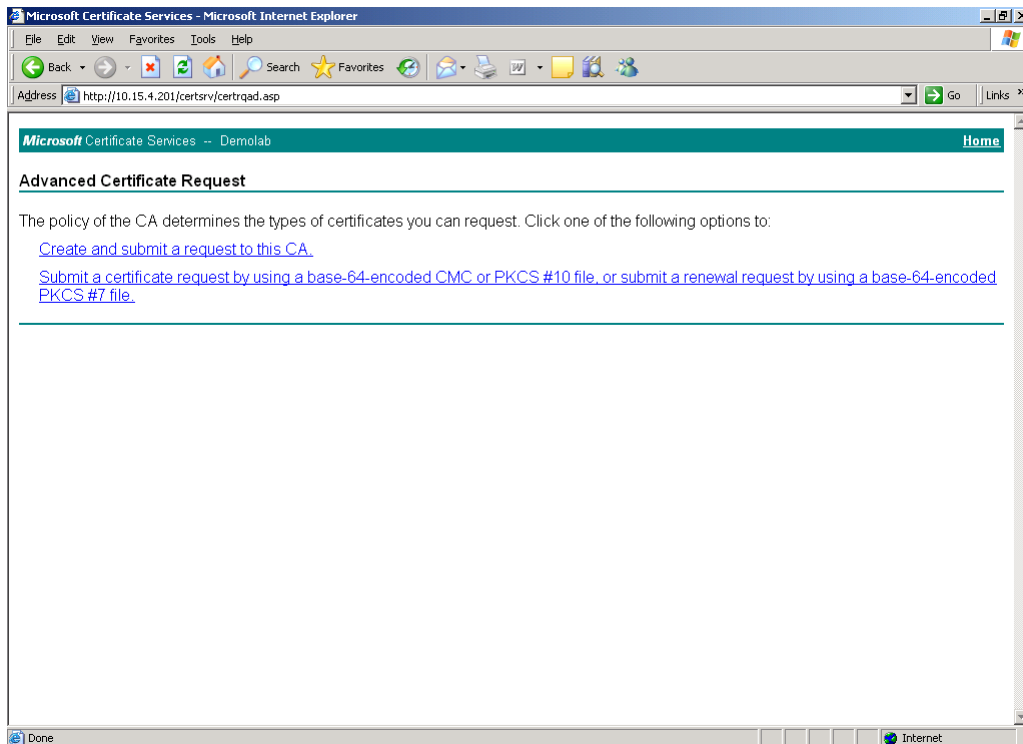 Microsoft Certificate Services - Microsoft Internet Explorer
File Edit View Favorites Tools Help
Back Search Favorites
Address http://10.15.4.201/certsrv/certrqad.asp Go Links »
Microsoft Certificate Services -- Demolab Home
Advanced Certificate Request
The policy of the CA determines the types of certificates you can request. Click one of the following options to:
Create and submit a request to this CA.
Submit a certificate request by using a base-64-encoded CMC or PKCS #10 file, or submit a renewal request by using a base-64-encoded
PKCS #7 file.
Done Internet